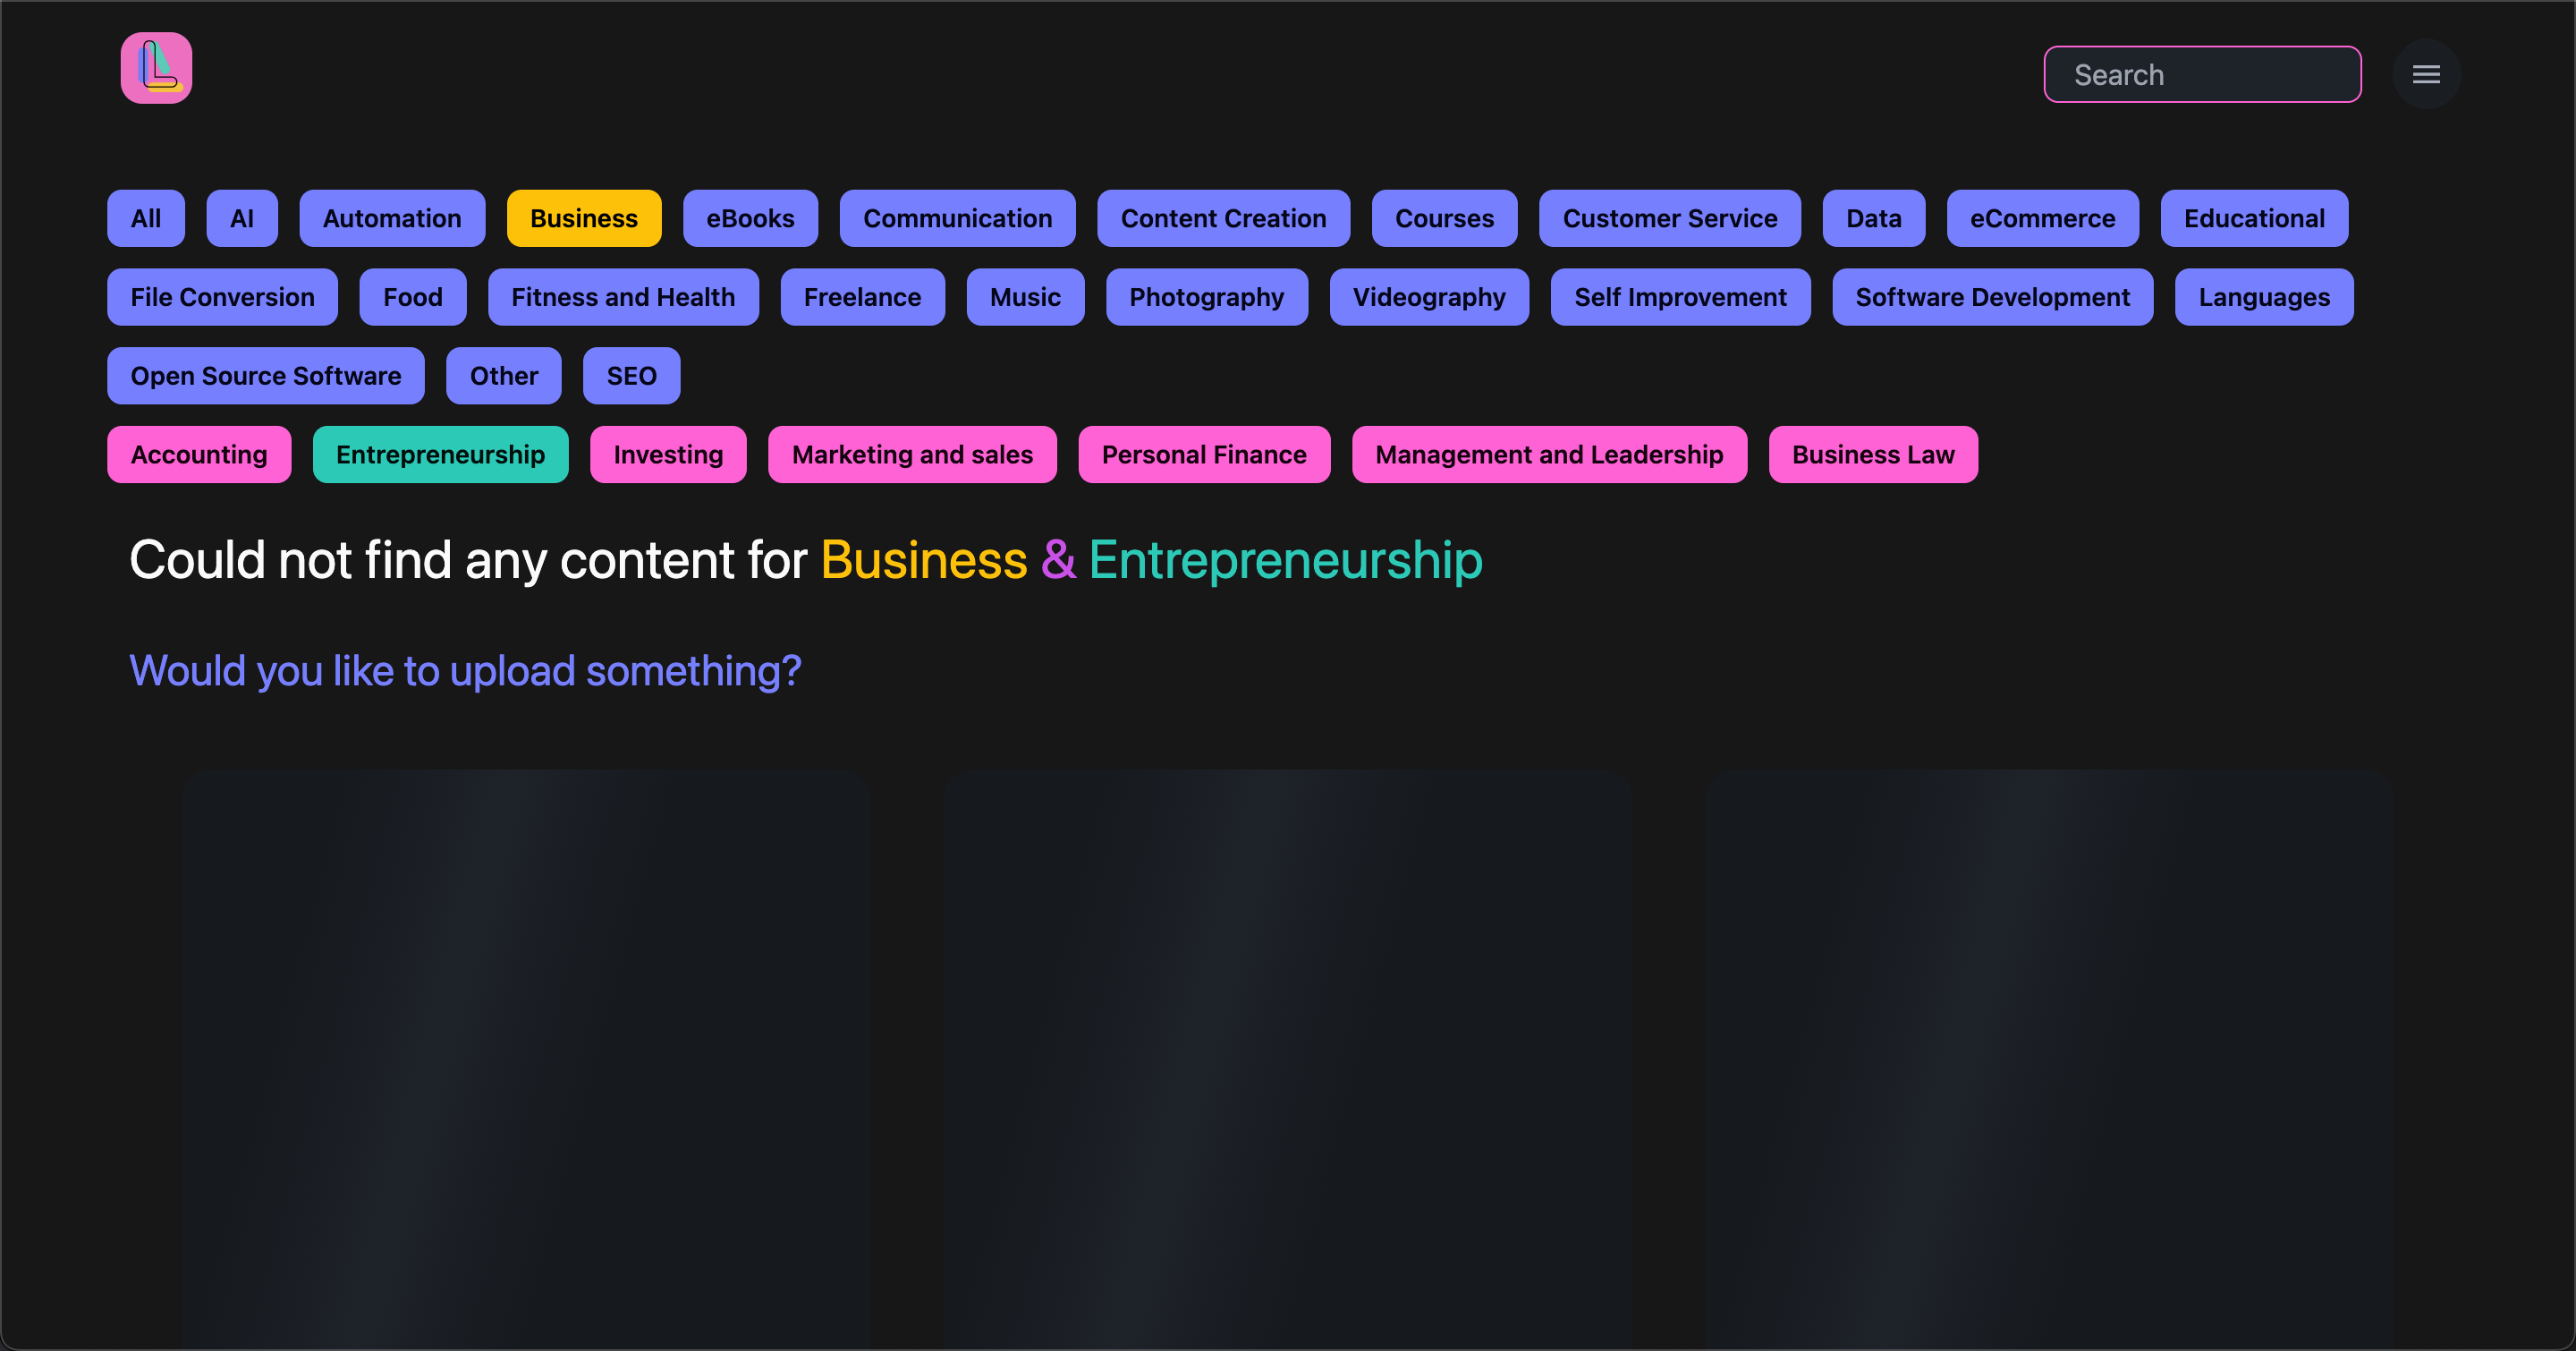 L
Search
All AI Automation Business eBooks Communication Content Creation Courses Customer Service Data eCommerce Educational
File Conversion Food Fitness and Health Freelance Music Photography Videography Self Improvement Software Development Languages
Open Source Software Other SEO
Accounting Entrepreneurship Investing Marketing and sales Personal Finance Management and Leadership Business Law
Could not find any content for Business & Entrepreneurship
Would you like to upload something?